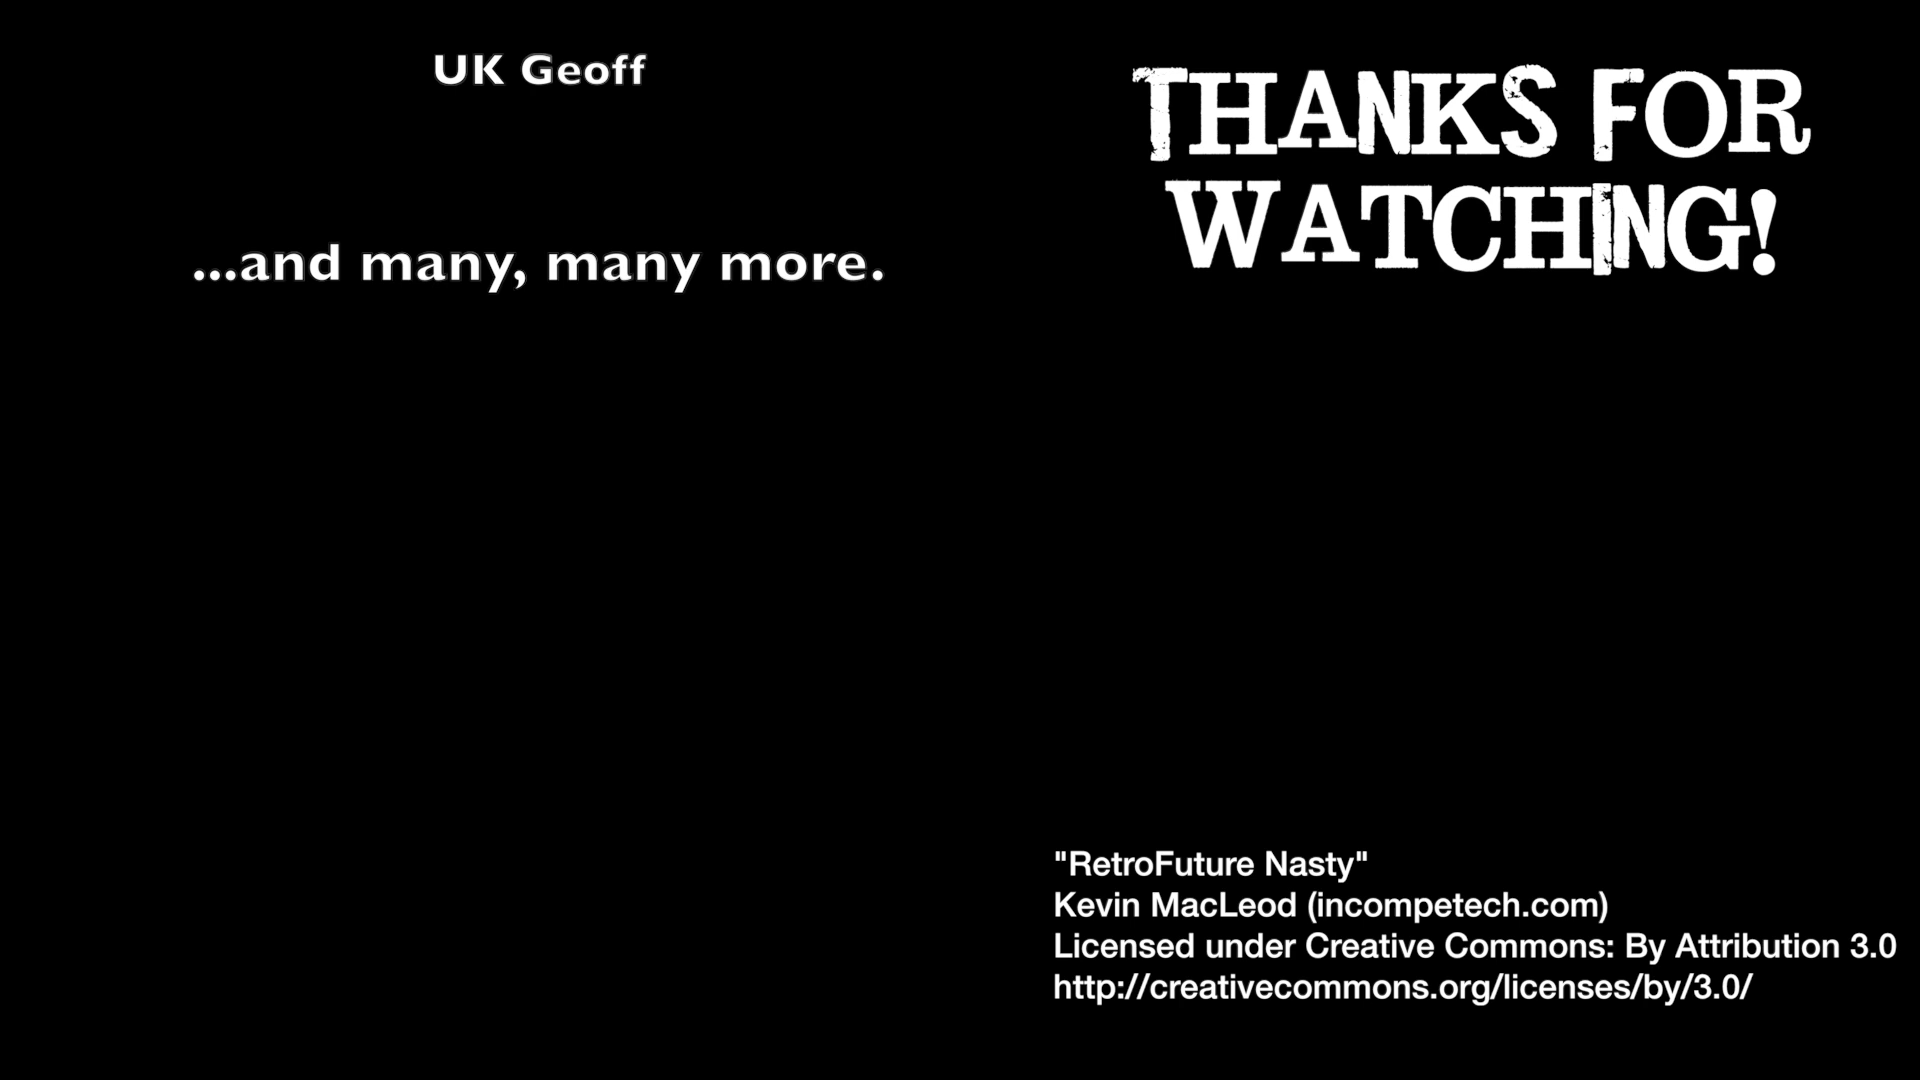 UK Geoff
...and many, many more.
THANKS FOR
WATCHING!
"RetroFuture Nasty"
Kevin MacLeod (incompetech.com)
Licensed under Creative Commons: By Attribution 3.0
http://creativecommons.org/licenses/by/3.0/